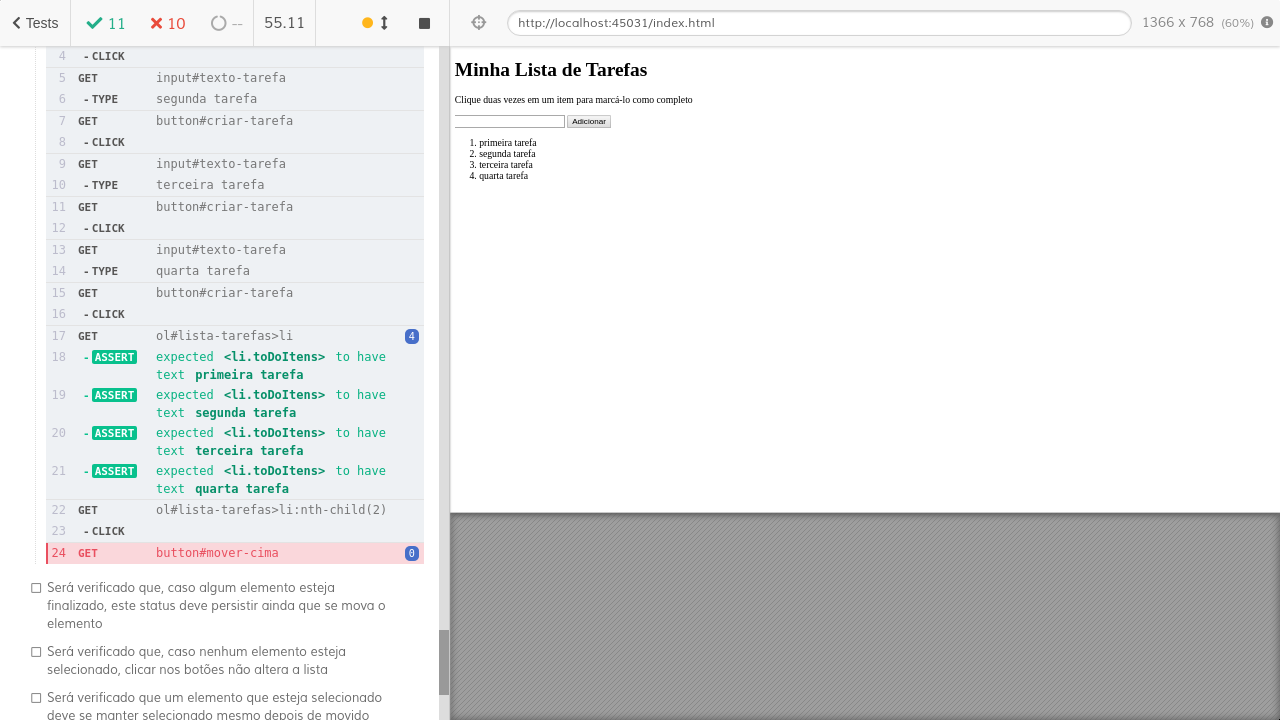 Tests 11 10 -- 55.11
http://localhost:45031/index.html 1366 x 768 (60%)
4 - CLICK
5 GET input#texto-tarefa
6 - TYPE segunda tarefa
7 GET button#criar-tarefa
8 - CLICK
9 GET input#texto-tarefa
10 - TYPE terceira tarefa
11 GET button#criar-tarefa
12 - CLICK
13 GET input#texto-tarefa
14 - TYPE quarta tarefa
15 GET button#criar-tarefa
16 - CLICK
17 GET ol#lista-tarefas>li 4
18 - ASSERT expected <li.toDoItens> to have
text primeira tarefa
19 - ASSERT expected <li.toDoItens> to have
text segunda tarefa
20 - ASSERT expected <li.toDoItens> to have
text terceira tarefa
21 - ASSERT expected <li.toDoItens> to have
text quarta tarefa
22 GET ol#lista-tarefas>li:nth-child(2)
23 - CLICK
24 GET button#mover-cima 0
Será verificado que, caso algum elemento esteja
finalizado, este status deve persistir ainda que se mova o
elemento
Será verificado que, caso nenhum elemento esteja
selecionado, clicar nos botões não altera a lista
Será verificado que um elemento que esteja selecionado
deve se manter selecionado mesmo depois de movido
Minha Lista de Tarefas
Clique duas vezes em um item para marcá-lo como completo
Adicionar
1. primeira tarefa
2. segunda tarefa
3. terceira tarefa
4. quarta tarefa